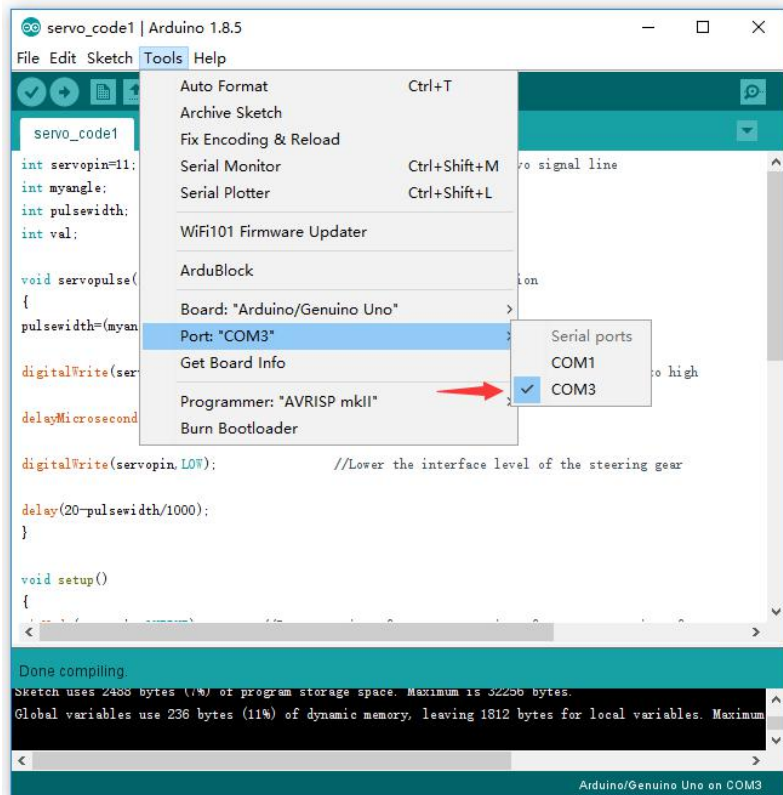 servo_code1 | Arduino 1.8.5
File Edit Sketch Tools Help
servo_code1
Auto Format Ctrl+T
Archive Sketch
Fix Encoding & Reload
Serial Monitor Ctrl+Shift+M
Serial Plotter Ctrl+Shift+L
WiFi101 Firmware Updater
ArduBlock
Board: "Arduino/Genuino Uno"
Port: "COM3"
Get Board Info
Programmer: "AVRISP mkII"
Burn Bootloader
Serial ports
COM1
COM3
int servopin=11; signal line
int myangle;
int pulsewidth;
int val;
void servopulse(
{
pulsewidth=(myan
digitalWrite(ser to high
delayMicrosecond
digitalWrite(servopin,LOW); //Lower the interface level of the steering gear
delay(20-pulsewidth/1000);
}
void setup()
{
Done compiling.
Sketch uses 2488 bytes (7%) of program storage space. Maximum is 32256 bytes.
Global variables use 236 bytes (11%) of dynamic memory, leaving 1812 bytes for local variables. Maximum
Arduino/Genuino Uno on COM3